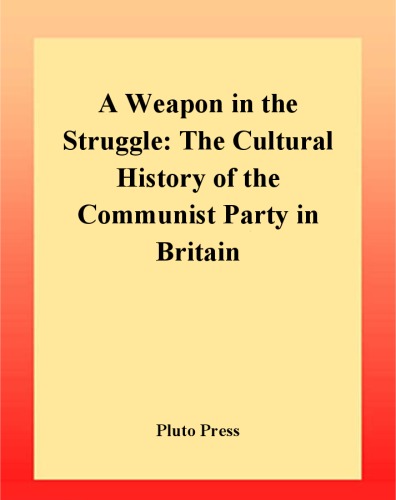 A Weapon in the
Struggle: The Cultural
History of the
Communist Party in
Britain
Pluto Press